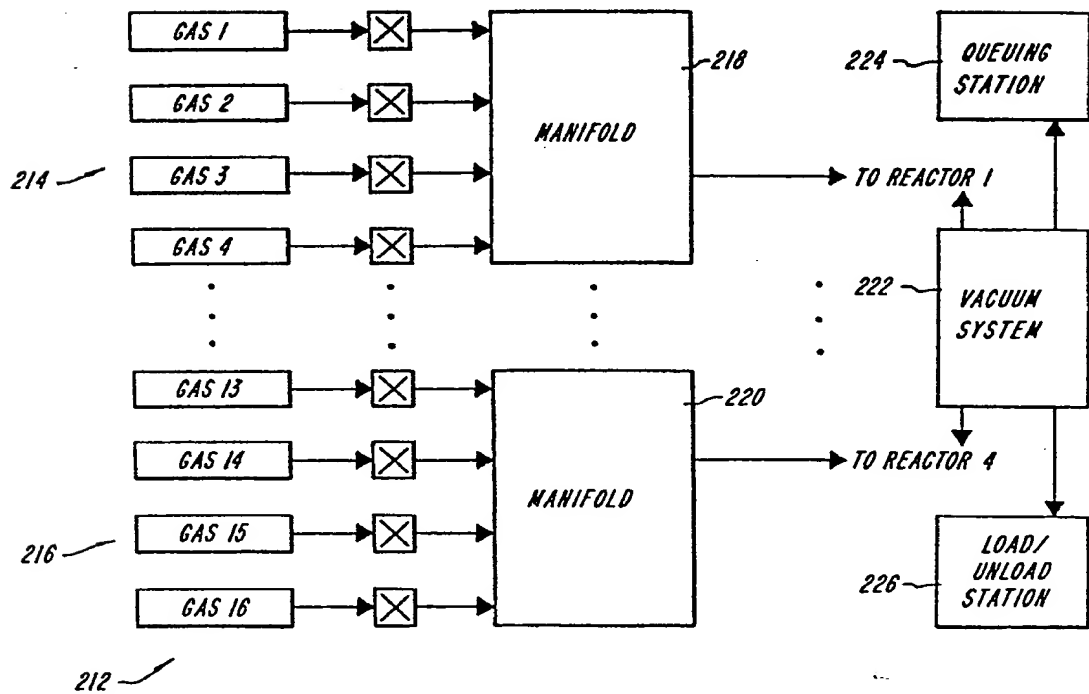 GAS 1
GAS 2
GAS 3
GAS 4
214
MANIFOLD
218
TO REACTOR 1
224
QUEUING
STATION
222
VACUUM
SYSTEM
GAS 13
GAS 14
GAS 15
GAS 16
216
212
MANIFOLD
220
TO REACTOR 4
226
LOAD/
UNLOAD
STATION